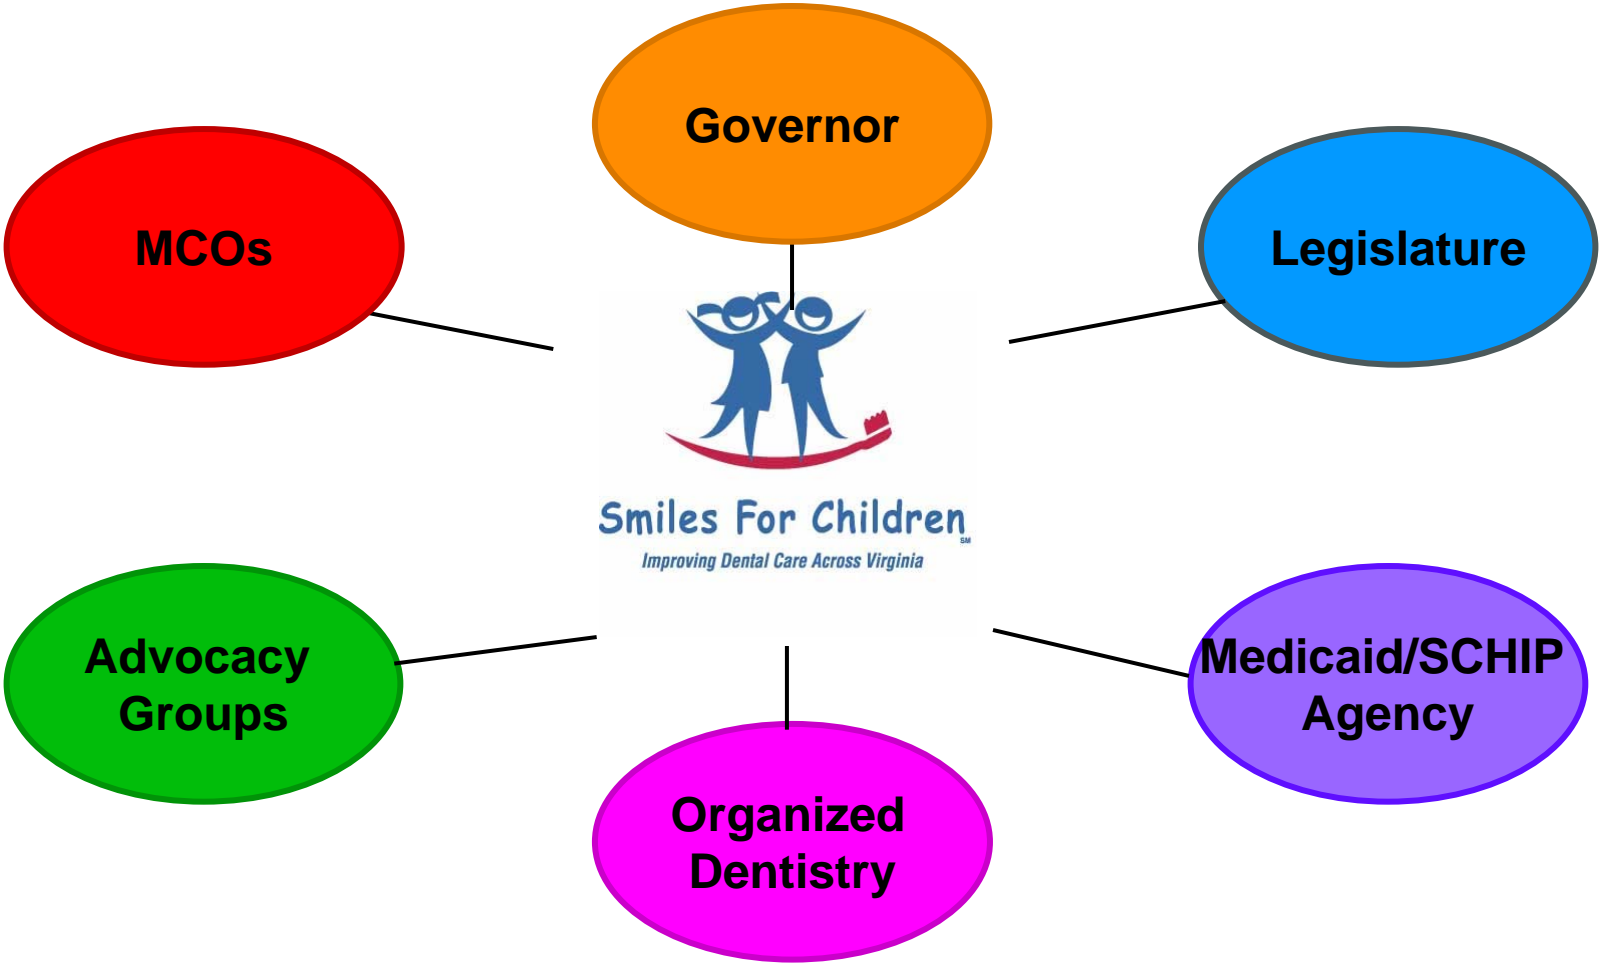 Governor
MCOs
Legislature
Smiles For Children
SM
Improving Dental Care Across Virginia
Advocacy
Groups
Medicaid/SCHIP
Agency
Organized
Dentistry